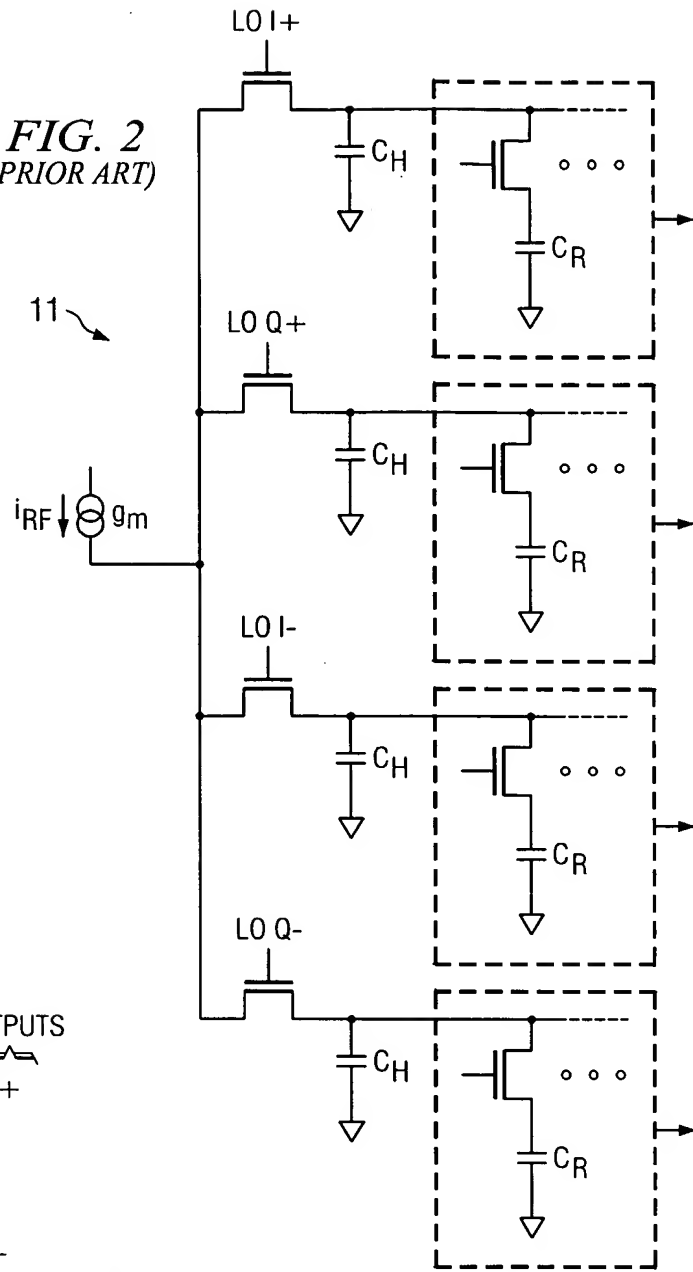 LO I+
FIG. 2
PRIOR ART)
C_H
C_R
11
LO Q+
C_H
i_RF
g_m
C_R
LO I-
C_H
C_R
LO Q-
TPUTS
+
C_H
C_R
-